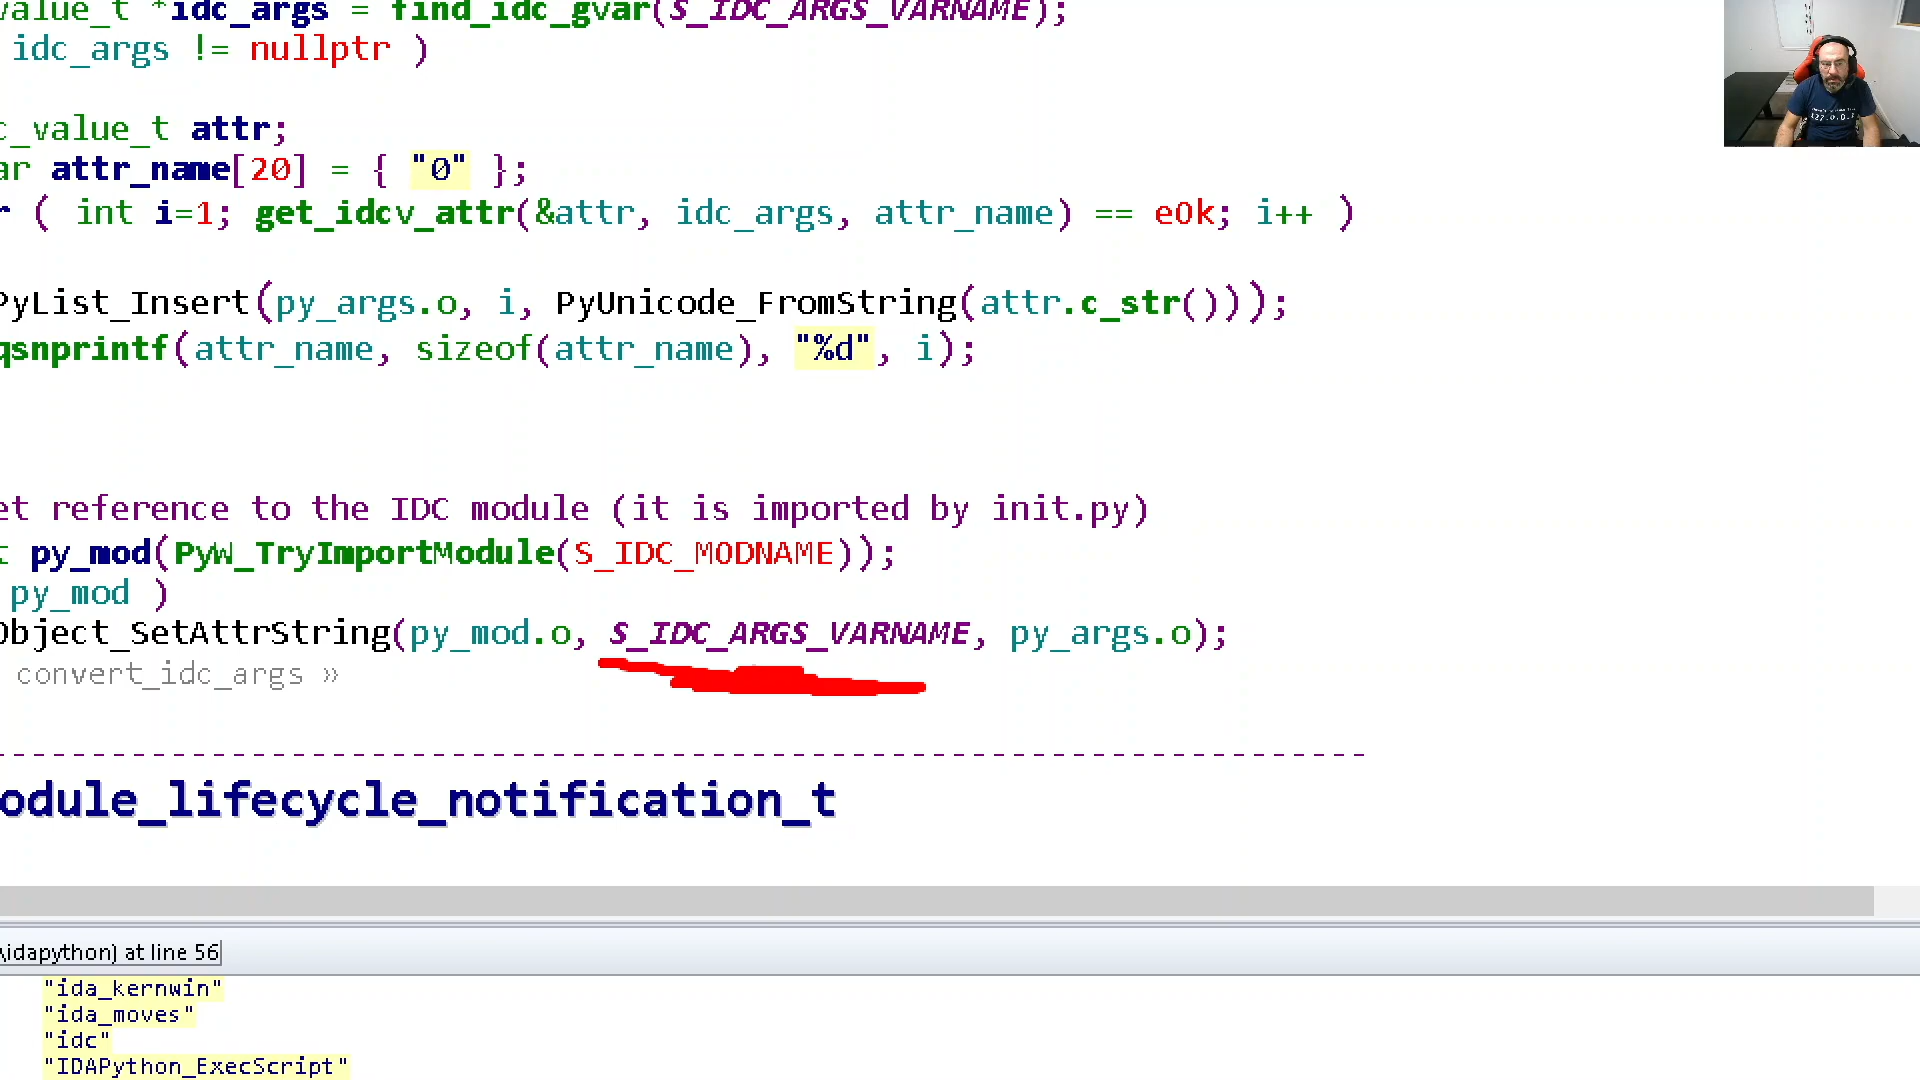 value_t *idc_args = find_idc_gvar(S_IDC_ARGS_VARNAME);
idc_args != nullptr )
c_value_t attr;
ar attr_name[20] = { "0" };
r ( int i=1; get_idcv_attr(&attr, idc_args, attr_name) == eOk; i++ )
PyList_Insert(py_args.o, i, PyUnicode_FromString(attr.c_str()));
qsnprintf(attr_name, sizeof(attr_name), "%d", i);
et reference to the IDC module (it is imported by init.py)
t py_mod(PyW_TryImportModule(S_IDC_MODNAME));
py_mod )
Object_SetAttrString(py_mod.o, S_IDC_ARGS_VARNAME, py_args.o);
convert_idc_args »
--------------------------------------------------------------------
odule_lifecycle_notification_t
\idapython) at line 56
"ida_kernwin"
"ida_moves"
"idc"
"IDAPython_ExecScript"